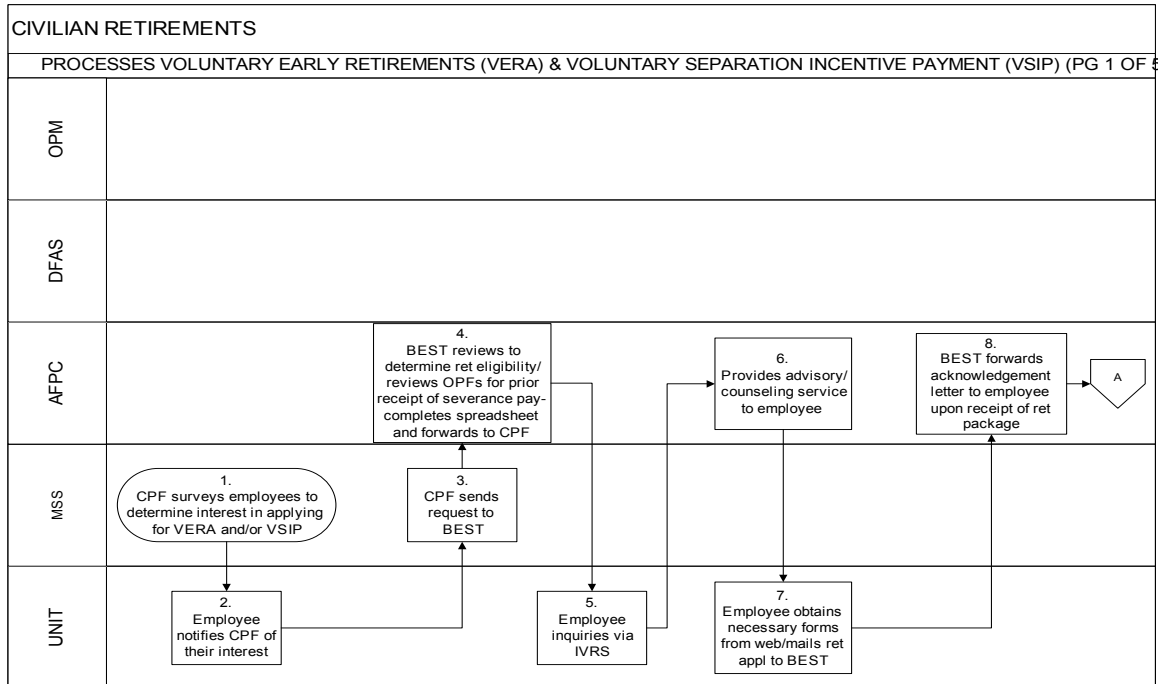 CIVILIAN RETIREMENTS
PROCESSES VOLUNTARY EARLY RETIREMENTS (VERA) & VOLUNTARY SEPARATION INCENTIVE PAYMENT (VSIP) (PG 1 OF 5
OPM
DFAS
AFPC
4.
BEST reviews to
determine ret eligibility/
reviews OPFs for prior
receipt of severance pay-
completes spreadsheet
and forwards to CPF
6.
Provides advisory/
counseling service
to employee
8.
BEST forwards
acknowledgement
letter to employee
upon receipt of ret
package
A
MSS
1.
CPF surveys employees to
determine interest in applying
for VERA and/or VSIP
3.
CPF sends
request to
BEST
UNIT
2.
Employee
notifies CPF of
their interest
5.
Employee
inquiries via
IVRS
7.
Employee obtains
necessary forms
from web/mails ret
appl to BEST